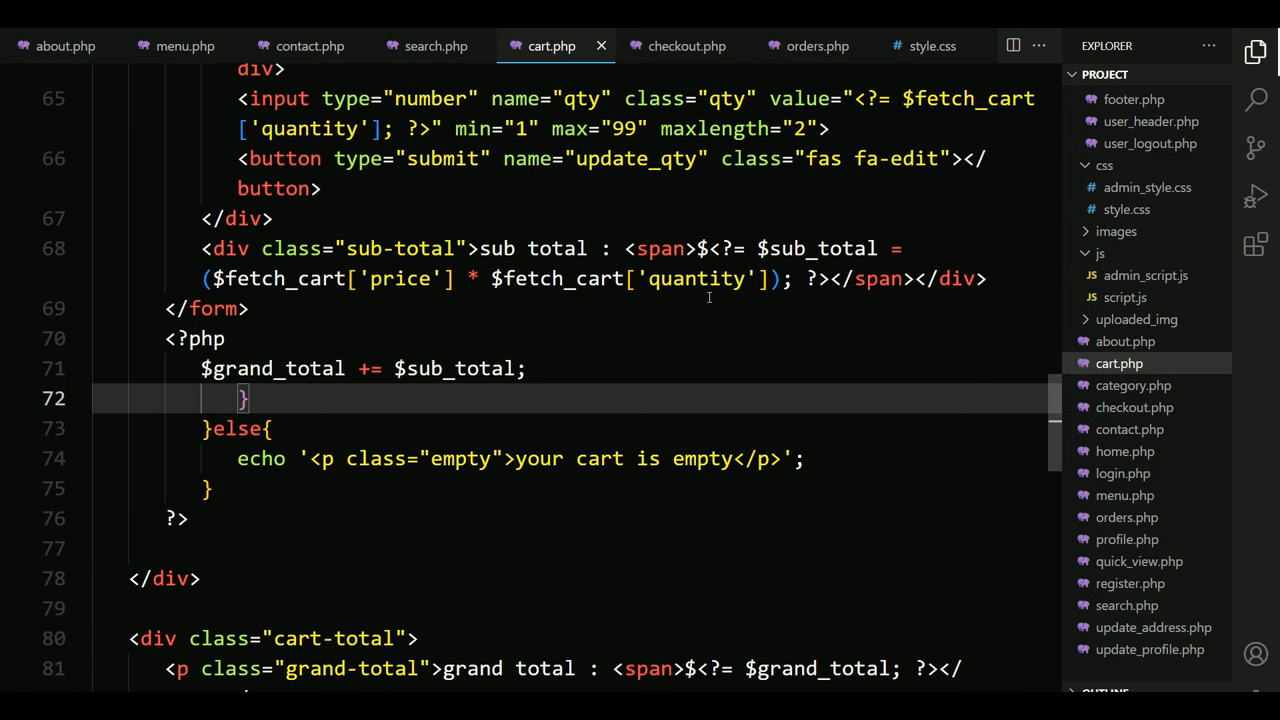 about.php menu.php contact.php search.php cart.php × checkout.php orders.php # style.css ··· EXPLORER ···
PROJECT
footer.php
user_header.php
user_logout.php
css
# admin_style.css
# style.css
images
js
JS admin_script.js
JS script.js
uploaded_img
about.php
cart.php
category.php
checkout.php
contact.php
home.php
login.php
menu.php
orders.php
profile.php
quick_view.php
register.php
search.php
update_address.php
update_profile.php
OUTLINE
div>
65 <input type="number" name="qty" class="qty" value="<?= $fetch_cart
['quantity']; ?>" min="1" max="99" maxlength="2">
66 <button type="submit" name="update_qty" class="fas fa-edit"></
button>
67 </div>
68 <div class="sub-total">sub total : <span>$<?= $sub_total =
($fetch_cart['price'] * $fetch_cart['quantity']); ?></span></div>
69 </form>
70 <?php
71 $grand_total += $sub_total;
72 }
73 }else{
74 echo '<p class="empty">your cart is empty</p>';
75 }
76 ?>
77
78 </div>
79
80 <div class="cart-total">
81 <p class="grand-total">grand total : <span>$<?= $grand_total; ?></